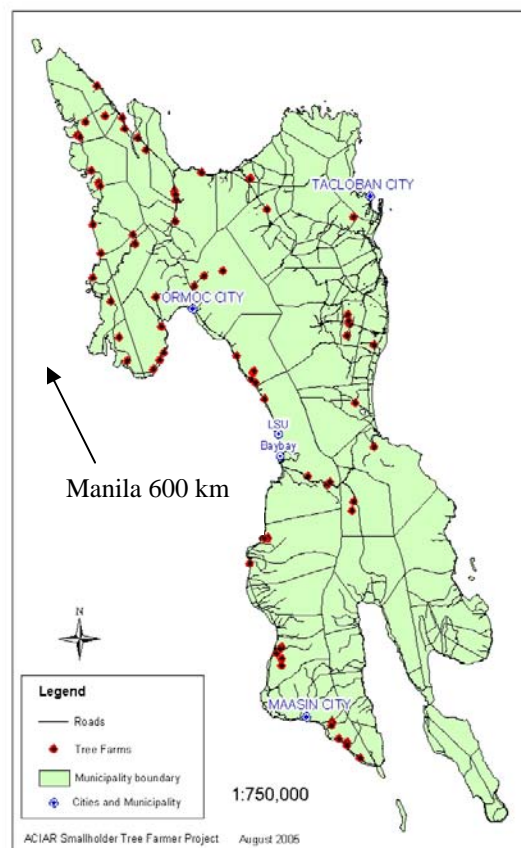 TACLOBAN CITY
ORMOC CITY
LSU
Baybay
Manila 600 km
N
MAASIN CITY
Legend
Roads
Tree Farms
Municipality boundary
Cities and Municipality
1:750,000
ACIAR Smallholder Tree Farmer Project August 2005